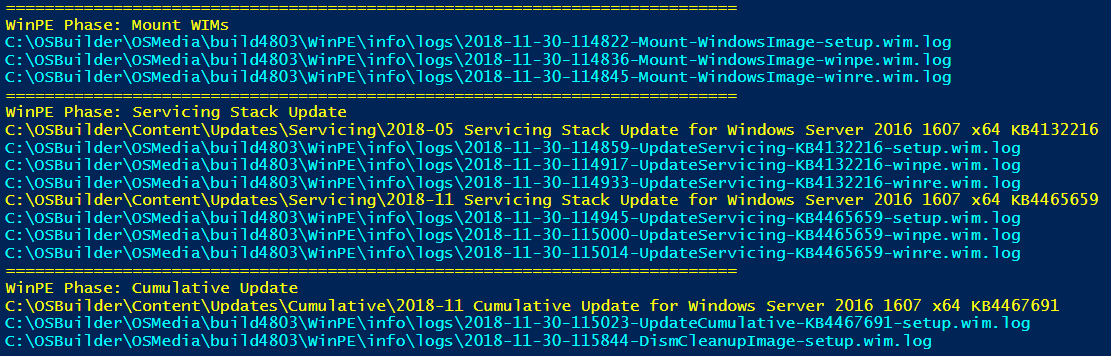 ===========================================================================
WinPE Phase: Mount WIMs
C:\OSBuilder\OSMedia\build4803\WinPE\info\logs\2018-11-30-114822-Mount-WindowsImage-setup.wim.log
C:\OSBuilder\OSMedia\build4803\WinPE\info\logs\2018-11-30-114836-Mount-WindowsImage-winpe.wim.log
C:\OSBuilder\OSMedia\build4803\WinPE\info\logs\2018-11-30-114845-Mount-WindowsImage-winre.wim.log
===========================================================================
WinPE Phase: Servicing Stack Update
C:\OSBuilder\Content\Updates\Servicing\2018-05 Servicing Stack Update for Windows Server 2016 1607 x64 KB4132216
C:\OSBuilder\OSMedia\build4803\WinPE\info\logs\2018-11-30-114859-UpdateServicing-KB4132216-setup.wim.log
C:\OSBuilder\OSMedia\build4803\WinPE\info\logs\2018-11-30-114917-UpdateServicing-KB4132216-winpe.wim.log
C:\OSBuilder\OSMedia\build4803\WinPE\info\logs\2018-11-30-114933-UpdateServicing-KB4132216-winre.wim.log
C:\OSBuilder\Content\Updates\Servicing\2018-11 Servicing Stack Update for Windows Server 2016 1607 x64 KB4465659
C:\OSBuilder\OSMedia\build4803\WinPE\info\logs\2018-11-30-114945-UpdateServicing-KB4465659-setup.wim.log
C:\OSBuilder\OSMedia\build4803\WinPE\info\logs\2018-11-30-115000-UpdateServicing-KB4465659-winpe.wim.log
C:\OSBuilder\OSMedia\build4803\WinPE\info\logs\2018-11-30-115014-UpdateServicing-KB4465659-winre.wim.log
===========================================================================
WinPE Phase: Cumulative Update
C:\OSBuilder\Content\Updates\Cumulative\2018-11 Cumulative Update for Windows Server 2016 1607 x64 KB4467691
C:\OSBuilder\OSMedia\build4803\WinPE\info\logs\2018-11-30-115023-UpdateCumulative-KB4467691-setup.wim.log
C:\OSBuilder\OSMedia\build4803\WinPE\info\logs\2018-11-30-115844-DismCleanupImage-setup.wim.log